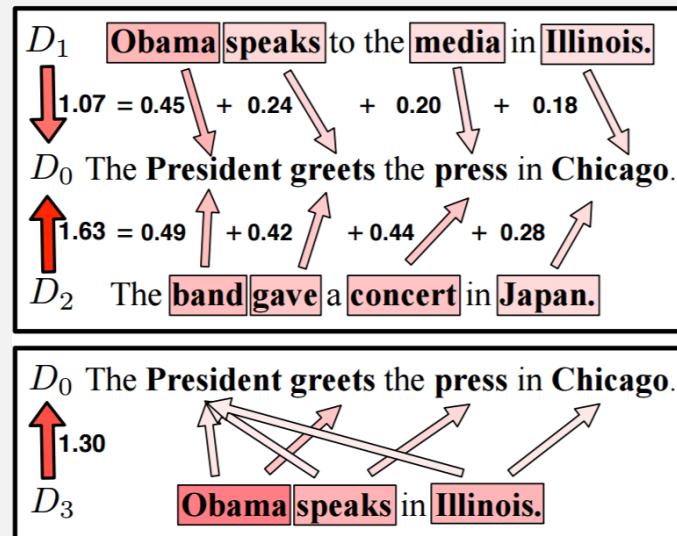 D1 Obama speaks to the media in Illinois.
1.07 = 0.45 + 0.24 + 0.20 + 0.18
D0 The President greets the press in Chicago.
1.63 = 0.49 + 0.42 + 0.44 + 0.28
D2 The band gave a concert in Japan.
D0 The President greets the press in Chicago.
1.30
D3 Obama speaks in Illinois.